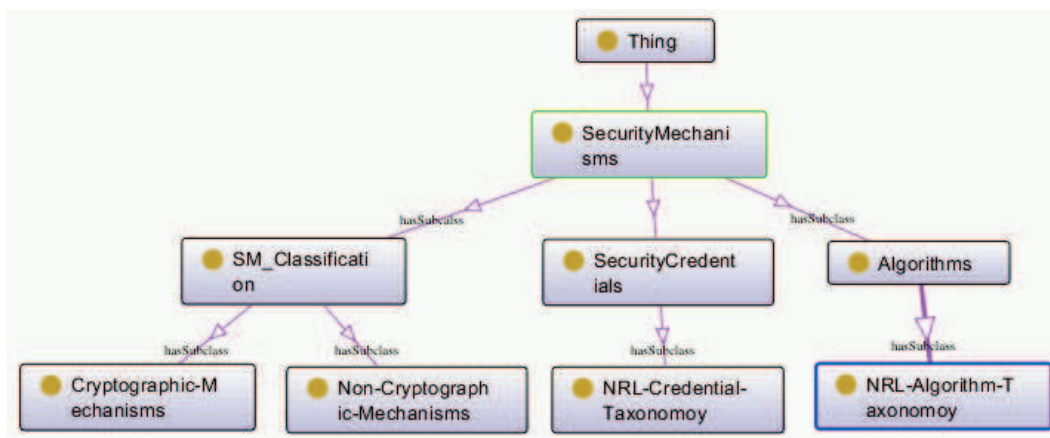 Thing
SecurityMechani
sms
hasSubcalss
hasSubclass
SM_Classificati
on
SecurityCredent
ials
Algorithms
hasSubclass
hasSubclass
hasSubclass
hasSubclass
Cryptographic-M
echanisms
Non-Cryptograph
ic-Mechanisms
NRL-Credential-
Taxonomoy
NRL-Algorithm-T
axonomoy